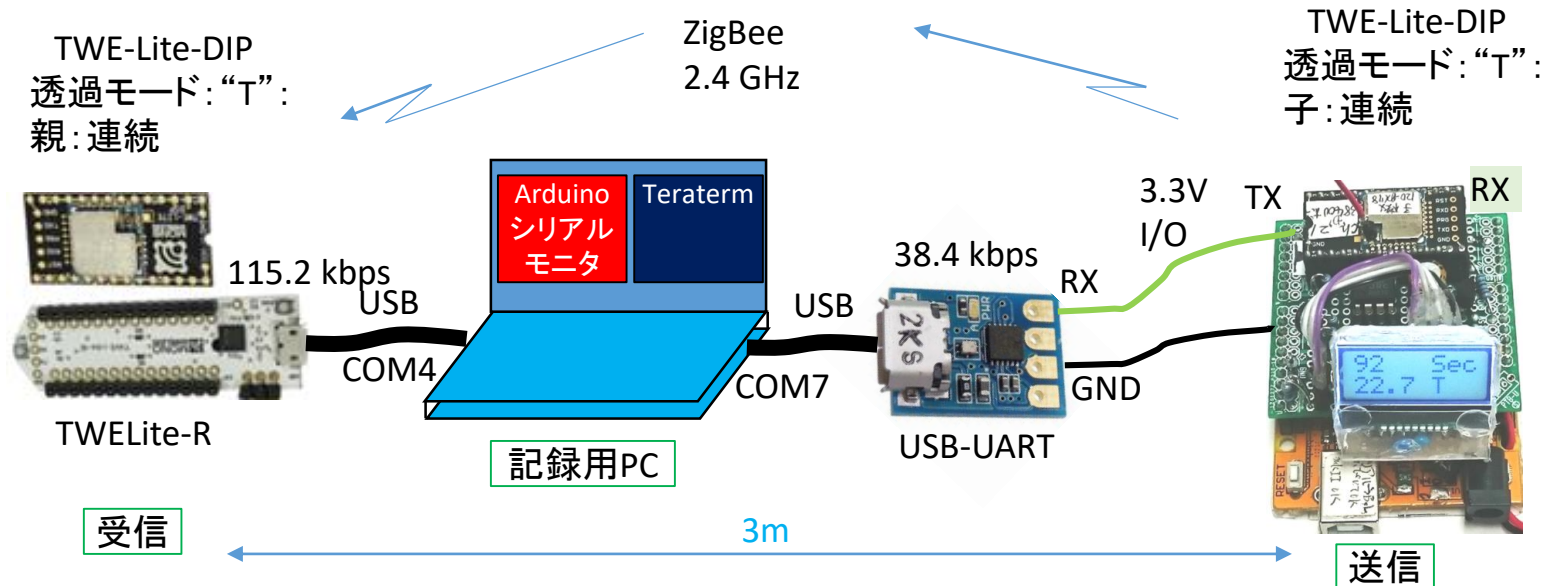 TWE-Lite-DIP
透過モード:“T”:
親:連続
ZigBee
2.4 GHz
TWE-Lite-DIP
透過モード:“T”:
子:連続
Arduino
シリアル
モニタ
Teraterm
115.2 kbps
USB
COM4
USB
COM7
38.4 kbps
RX
GND
3.3V
I/O
TX
RX
2K6
92 Sec
22.7 T
RESET
TWELite-R
記録用PC
USB-UART
受信
3m
送信